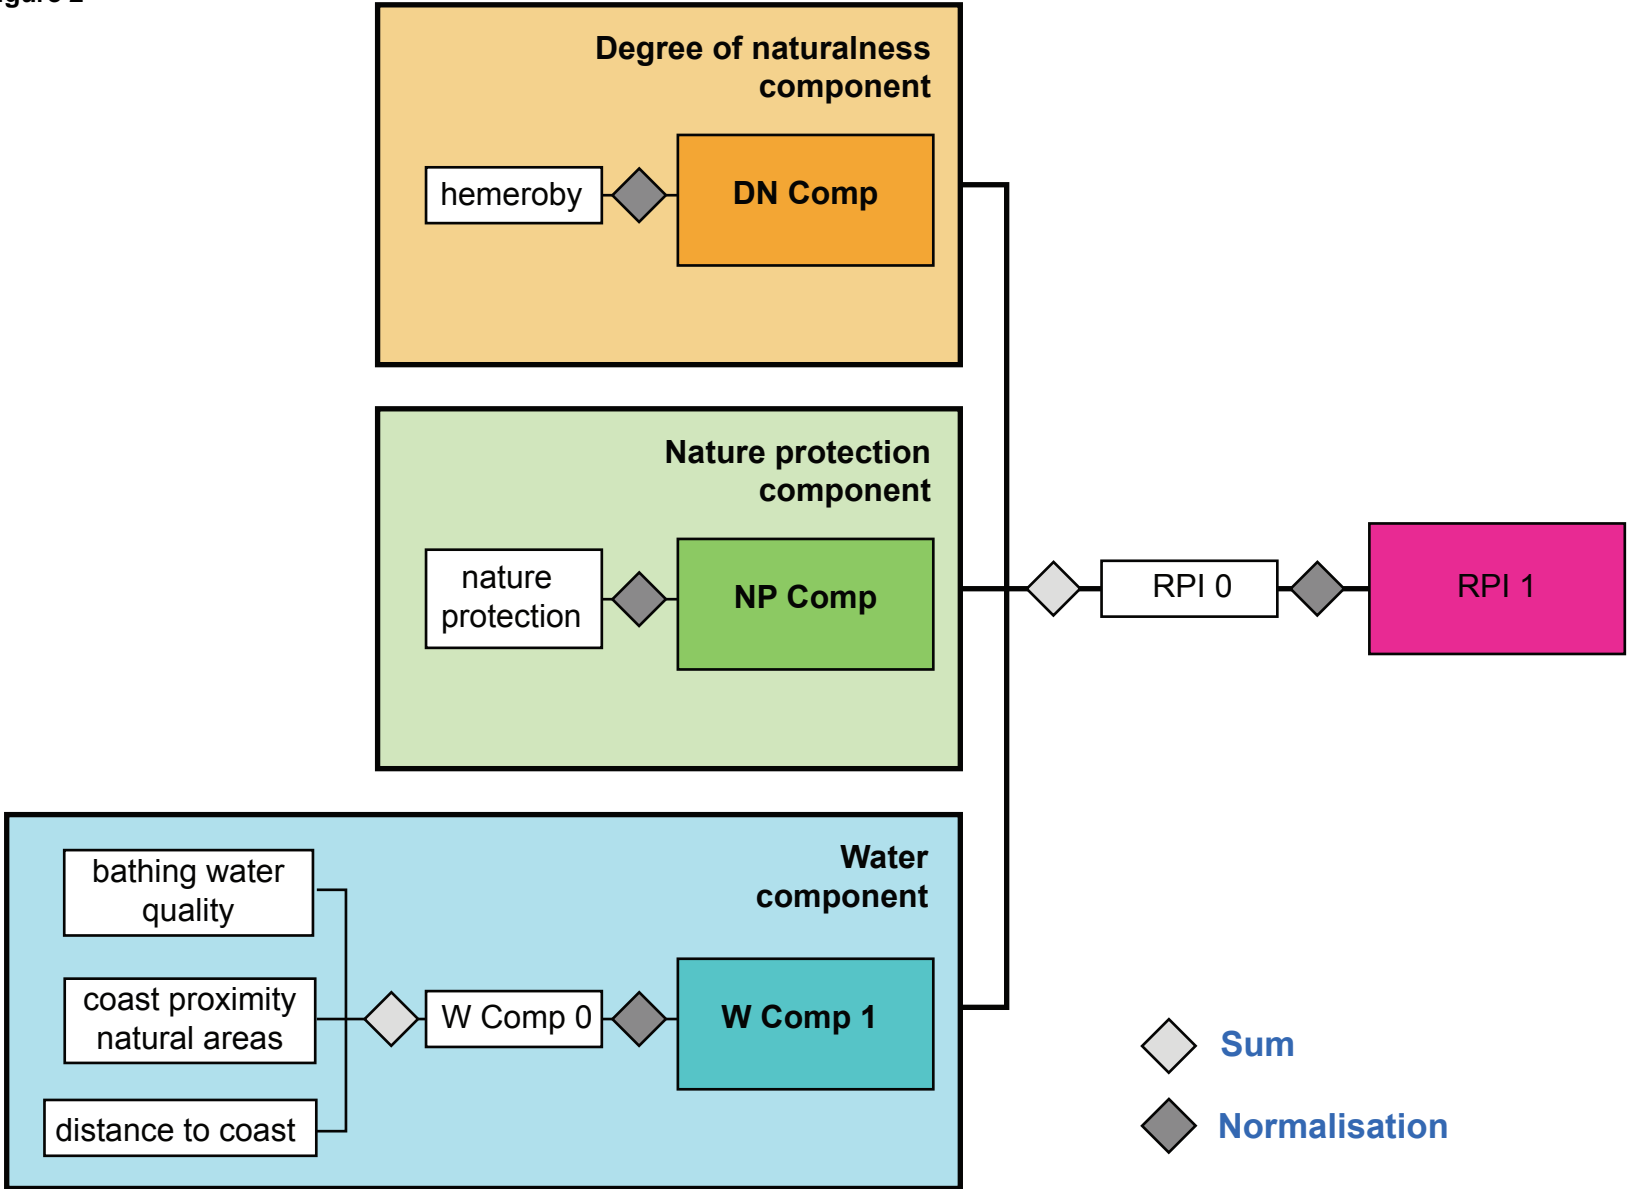 Degree of naturalness
component
hemeroby
DN Comp
Nature protection
component
nature
protection
NP Comp
RPI 0
RPI 1
Water
component
bathing water
quality
coast proximity
natural areas
distance to coast
W Comp 0
W Comp 1
Sum
Normalisation